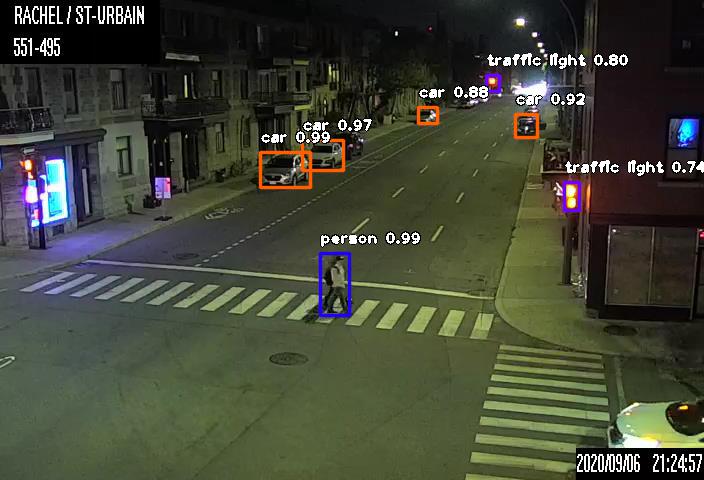 RACHEL / ST-URBAIN
551-495
traffic light 0.80
car 0.88
car 0.92
car 0.97
car 0.99
traffic light 0.74
person 0.99
2020/09/06 21:24:57